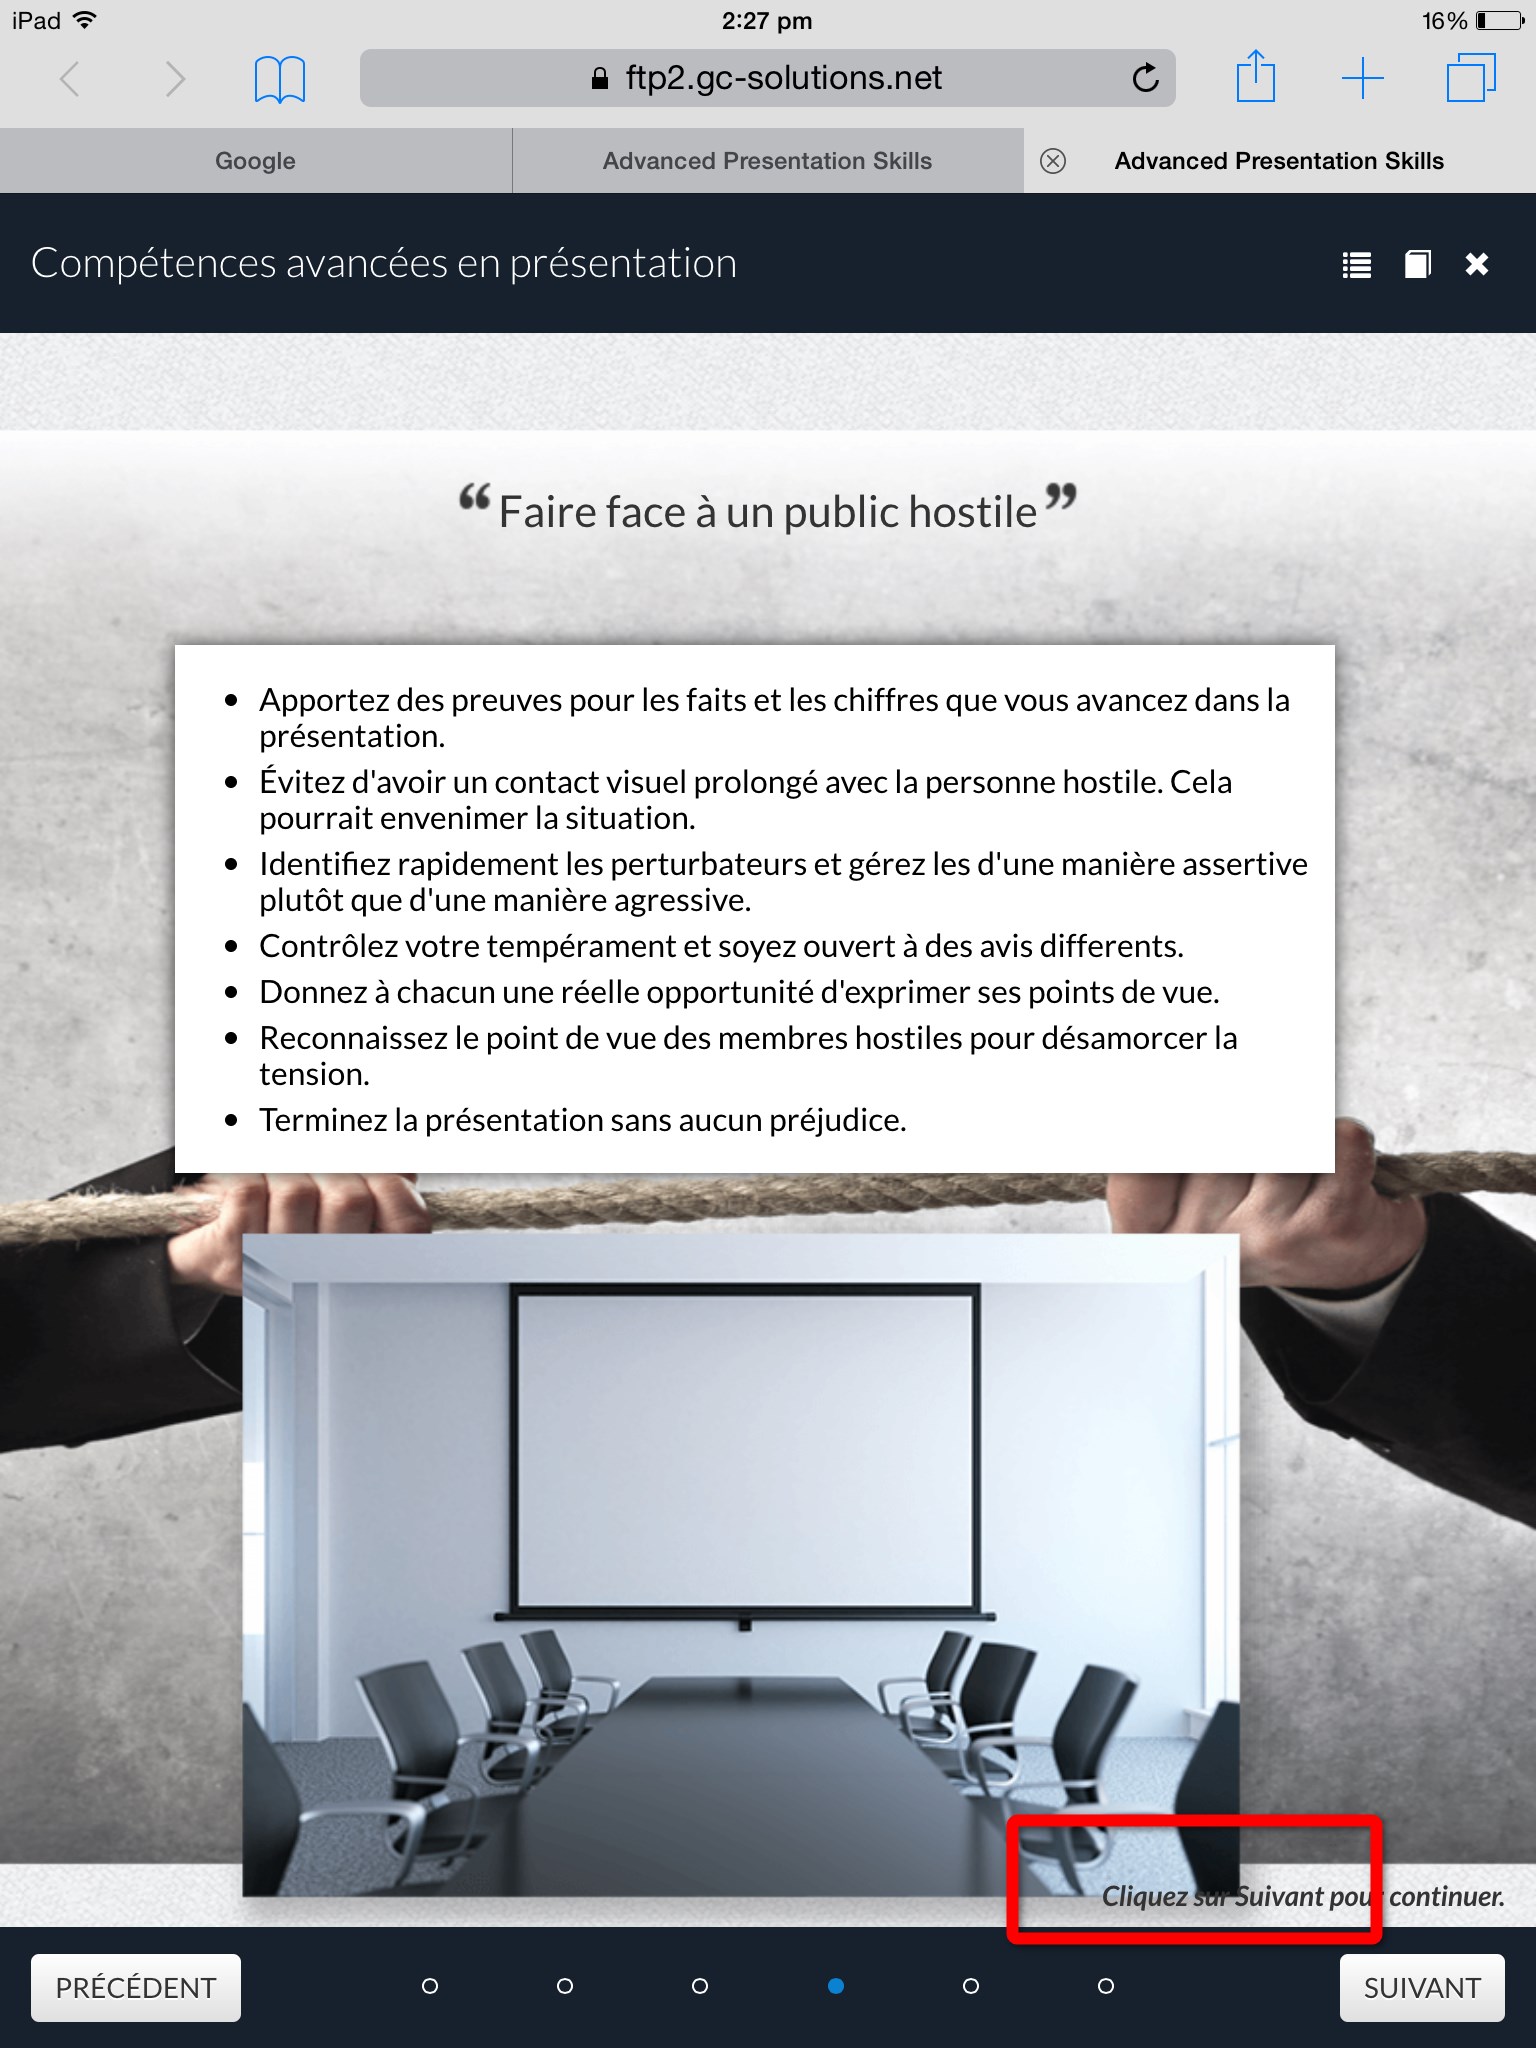 iPad 2:27 pm 16%
ftp2.gc-solutions.net
Google Advanced Presentation Skills Advanced Presentation Skills
Compétences avancées en présentation
“Faire face à un public hostile”
• Apportez des preuves pour les faits et les chiffres que vous avancez dans la
présentation.
• Évitez d'avoir un contact visuel prolongé avec la personne hostile. Cela
pourrait envenimer la situation.
• Identifiez rapidement les perturbateurs et gérez les d'une manière assertive
plutôt que d'une manière agressive.
• Contrôlez votre tempérament et soyez ouvert à des avis differents.
• Donnez à chacun une réelle opportunité d'exprimer ses points de vue.
• Reconnaissez le point de vue des membres hostiles pour désamorcer la
tension.
• Terminez la présentation sans aucun préjudice.
Cliquez sur Suivant pour continuer.
PRÉCÉDENT SUIVANT